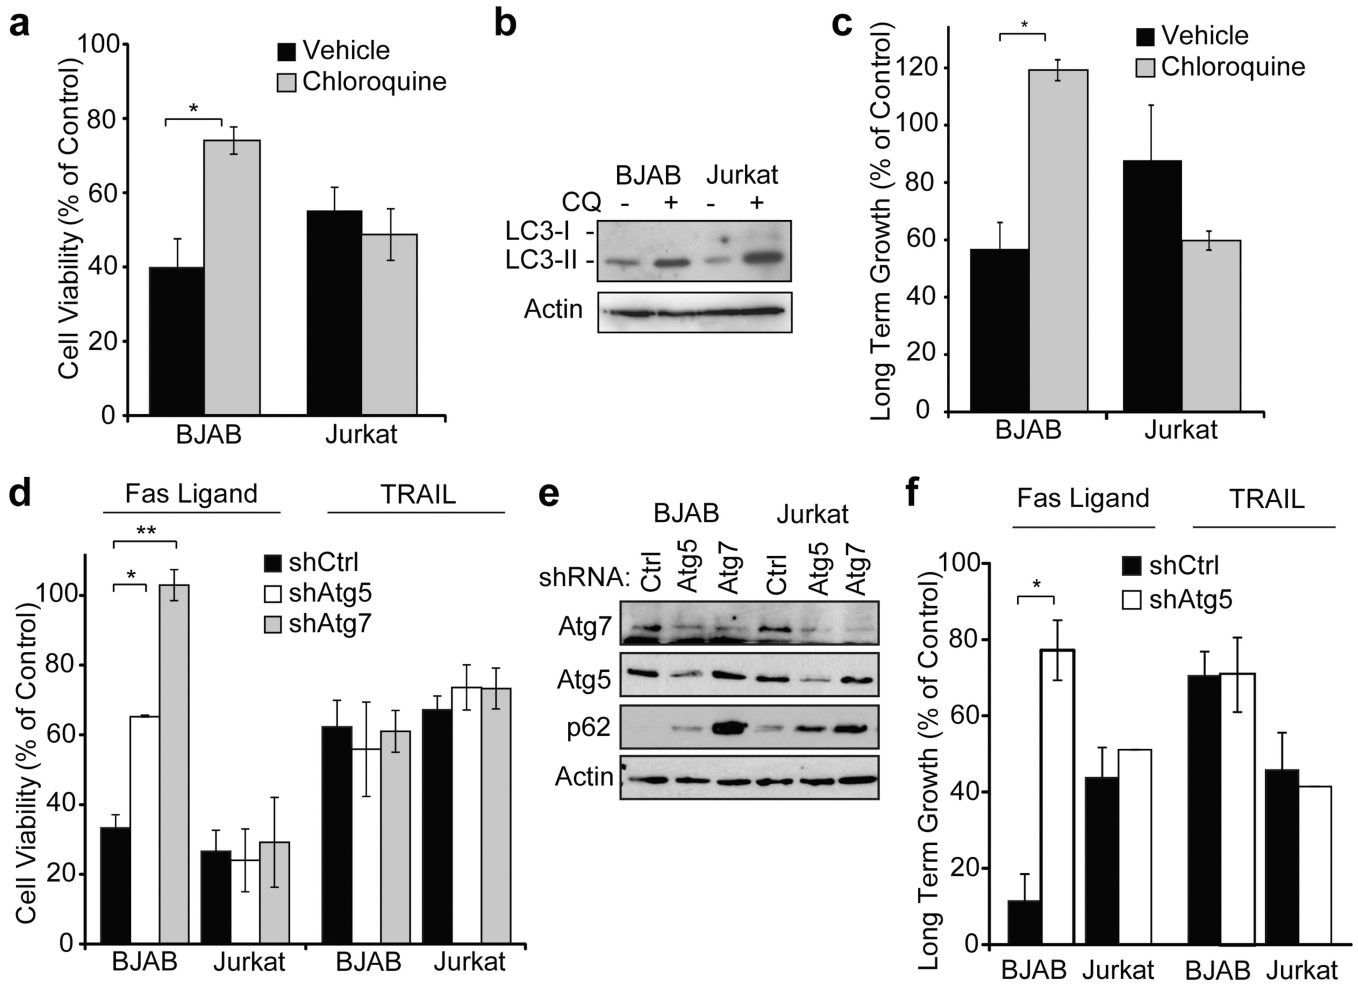 a
Cell Viability (% of Control)
100
80
60
40
20
0
Vehicle
Chloroquine
*
BJAB
Jurkat
b
BJAB Jurkat
CQ - + - +
LC3-I -
LC3-II -
Actin
c
Long Term Growth (% of Control)
120
100
80
60
40
20
0
*
Vehicle
Chloroquine
BJAB
Jurkat
d
Fas Ligand TRAIL
Cell Viability (% of Control)
100
80
60
40
20
0
**
*
shCtrl
shAtg5
shAtg7
BJAB Jurkat BJAB Jurkat
e
BJAB Jurkat
shRNA: Ctrl Atg5 Atg7 Ctrl Atg5 Atg7
Atg7
Atg5
p62
Actin
f
Fas Ligand TRAIL
Long Term Growth (% of Control)
100
80
60
40
20
0
*
shCtrl
shAtg5
BJAB Jurkat BJAB Jurkat